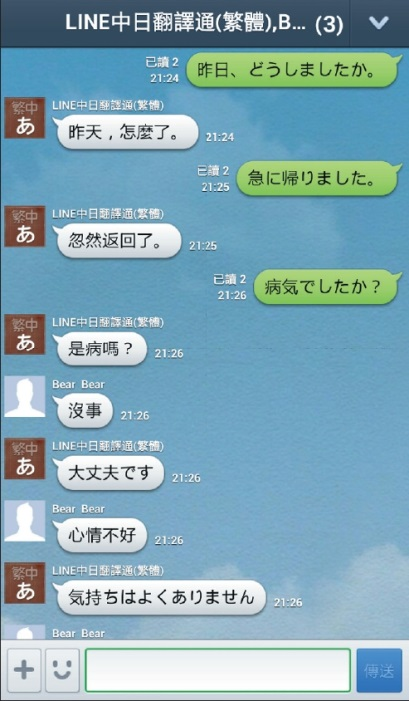 LINE中日翻譯通(繁體),B... (3)
已讀 2
21:24
昨日、どうしましたか。
繁中
あ
LINE中日翻譯通(繁體)
昨天，怎麼了。
21:24
已讀 2
21:25
急に帰りました。
繁中
あ
LINE中日翻譯通(繁體)
忽然返回了。
21:25
已讀 2
21:26
病気でしたか？
繁中
あ
LINE中日翻譯通(繁體)
是病嗎？
21:26
Bear Bear
沒事
21:26
繁中
あ
LINE中日翻譯通(繁體)
大丈夫です
21:26
Bear Bear
心情不好
21:26
繁中
あ
LINE中日翻譯通(繁體)
気持ちはよくありません
21:26
Bear Bear
傳送